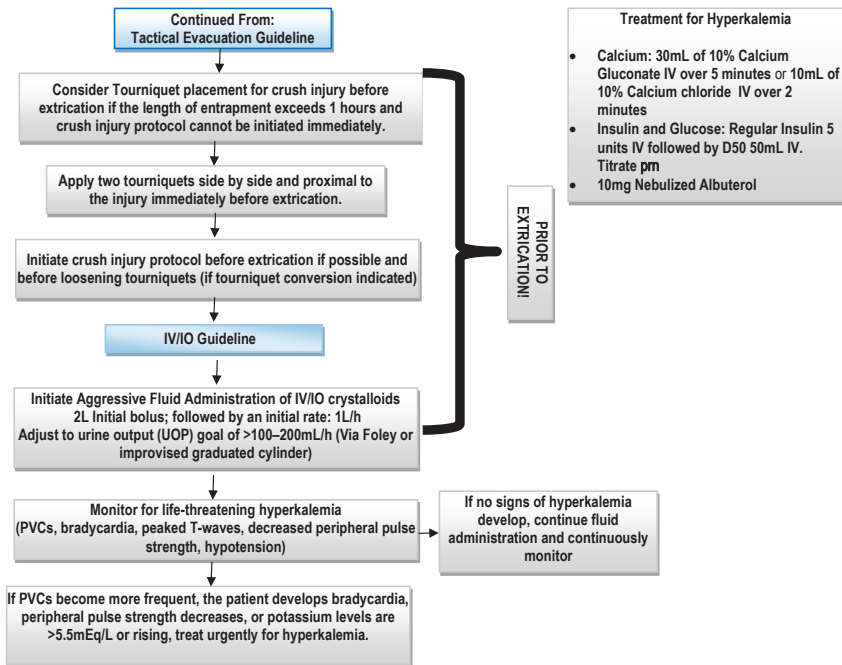 Continued From:
Tactical Evacuation Guideline
Consider Tourniquet placement for crush injury before
extrication if the length of entrapment exceeds 1 hours and
crush injury protocol cannot be initiated immediately.
Apply two tourniquets side by side and proximal to
the injury immediately before extrication.
Initiate crush injury protocol before extrication if possible and
before loosening tourniquets (if tourniquet conversion indicated)
IV/IO Guideline
Initiate Aggressive Fluid Administration of IV/IO crystalloids
2L Initial bolus; followed by an initial rate: 1L/h
Adjust to urine output (UOP) goal of >100–200mL/h (Via Foley or
improvised graduated cylinder)
PRIOR TO
EXTRICATION!
Monitor for life-threatening hyperkalemia
(PVCs, bradycardia, peaked T-waves, decreased peripheral pulse
strength, hypotension)
If no signs of hyperkalemia
develop, continue fluid
administration and continuously
monitor
If PVCs become more frequent, the patient develops bradycardia,
peripheral pulse strength decreases, or potassium levels are
>5.5mEq/L or rising, treat urgently for hyperkalemia.
Treatment for Hyperkalemia
• Calcium: 30mL of 10% Calcium
Gluconate IV over 5 minutes or 10mL of
10% Calcium chloride IV over 2
minutes
• Insulin and Glucose: Regular Insulin 5
units IV followed by D50 50mL IV.
Titrate prn
• 10mg Nebulized Albuterol